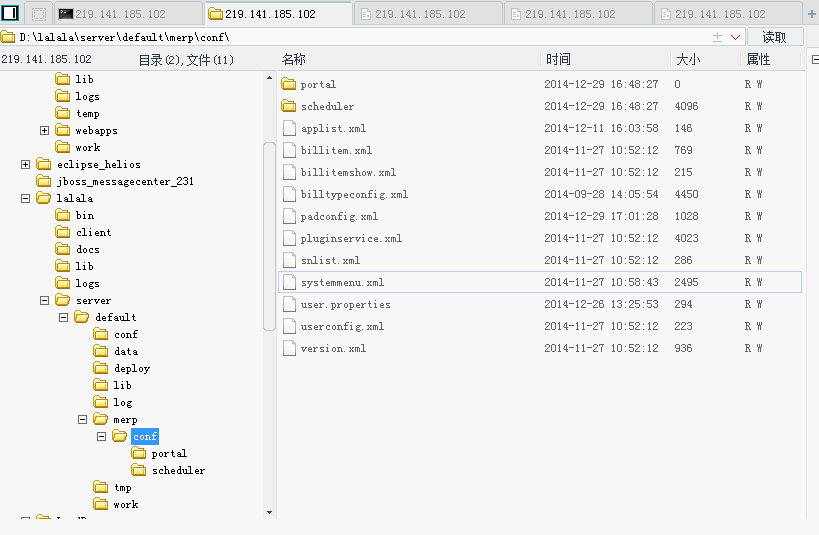 219.141.185.102 219.141.185.102 219.141.185.102 219.141.185.102 219.141.185.102
D:\lalala\server\default\merp\conf\ 读取
219.141.185.102 目录(2),文件(11)
lib
logs
temp
webapps
work
eclipse_helios
jboss_messagecenter_231
lalala
bin
client
docs
lib
logs
server
default
conf
data
deploy
lib
log
merp
conf
portal
scheduler
tmp
work
名称 时间 大小 属性
portal 2014-12-29 16:48:27 0 R W
scheduler 2014-12-29 16:48:27 4096 R W
applist.xml 2014-12-11 16:03:58 146 R W
billitem.xml 2014-11-27 10:52:12 769 R W
billitemshow.xml 2014-11-27 10:52:12 215 R W
billtypeconfig.xml 2014-09-28 14:05:54 4450 R W
padconfig.xml 2014-12-29 17:01:28 1028 R W
pluginservice.xml 2014-11-27 10:52:12 4023 R W
snlist.xml 2014-11-27 10:52:12 286 R W
systemmenu.xml 2014-11-27 10:58:43 2495 R W
user.properties 2014-12-26 13:25:53 294 R W
userconfig.xml 2014-11-27 10:52:12 223 R W
version.xml 2014-11-27 10:52:12 936 R W